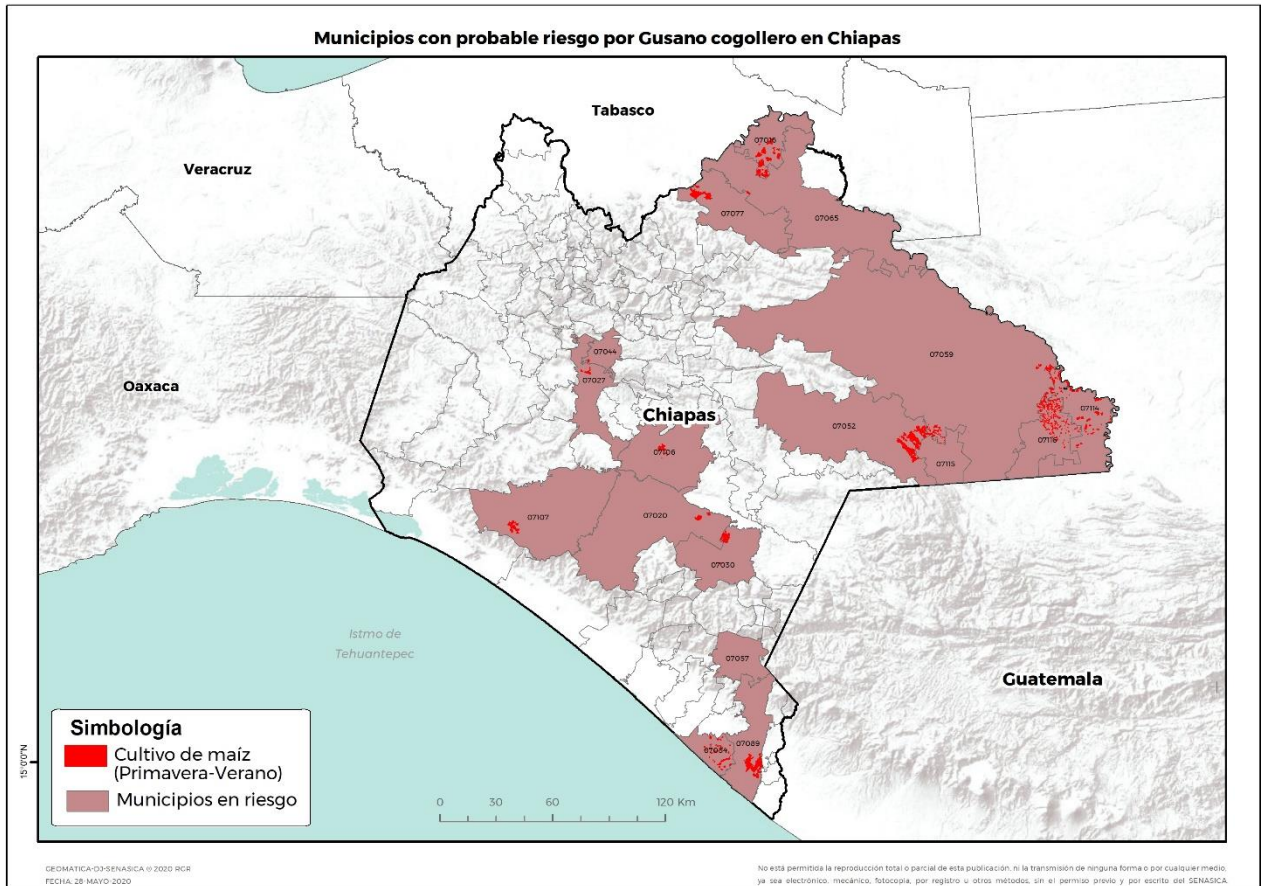 Municipios con probable riesgo por Gusano cogollero en Chiapas
Tabasco
Veracruz
07016
07077
07065
07044
07059
07027
Oaxaca
Chiapas
07114
07052
07116
07106
07115
07107
07020
07030
Istmo de
Tehuantepec
07057
Guatemala
Simbología
Cultivo de maíz
(Primavera-Verano)
Municipios en riesgo
07054
07089
15°0'0"N
0 30 60 120 Km
GEOMATICA-DJ-SENASICA © 2020 RGR
FECHA: 28-MAYO-2020
No está permitida la reproducción total o parcial de esta publicación, ni la transmisión de ninguna forma o por cualquier medio,
ya sea electrónico, mecánico, fotocopia, por registro u otros métodos, sin el permiso previo y por escrito del SENASICA